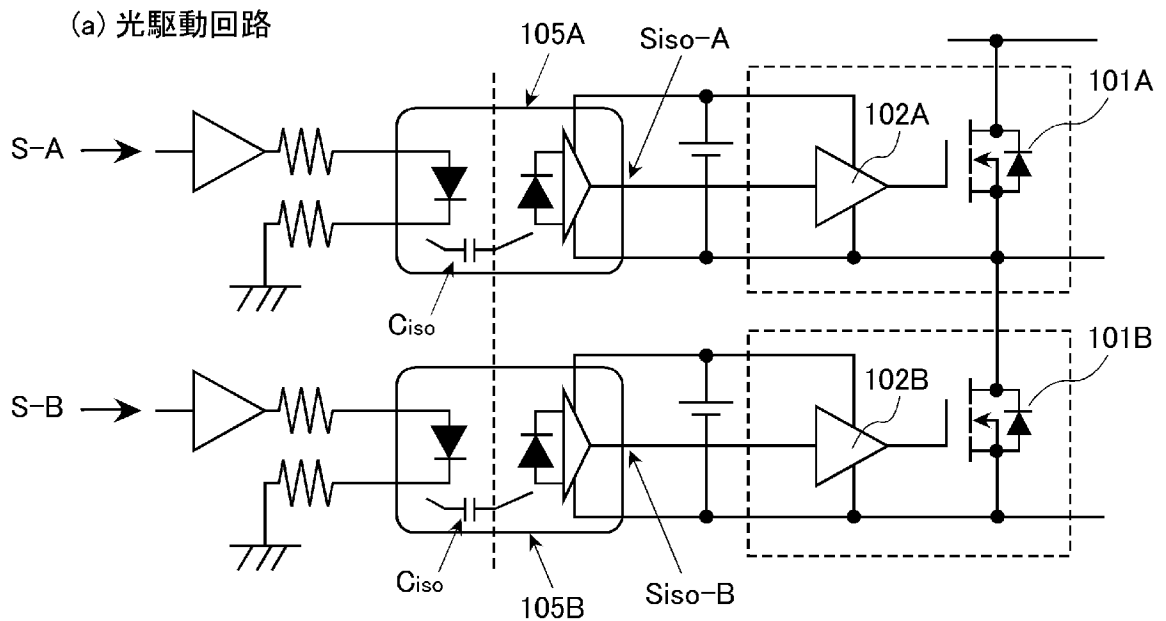 (a) 光駆動回路
105A
Siso-A
101A
S-A
102A
Ciso
101B
S-B
102B
Ciso
105B
Siso-B